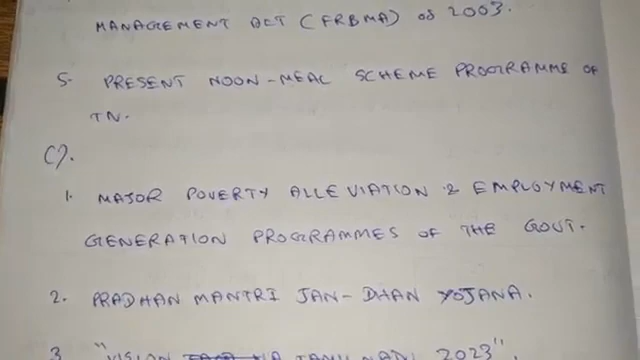 MANAGEMENT ACT (FRBMA) of 2003.
5. PRESENT NOON-MEAL SCHEME PROGRAMME OF
TN.
C).
1. MAJOR POVERTY ALLEVIATION & EMPLOYMENT
GENERATION PROGRAMMES OF THE GOVT.
2. PRADHAN MANTRI JAN-DHAN YOJANA.
3 "VISION TAMIL NADU 2023"